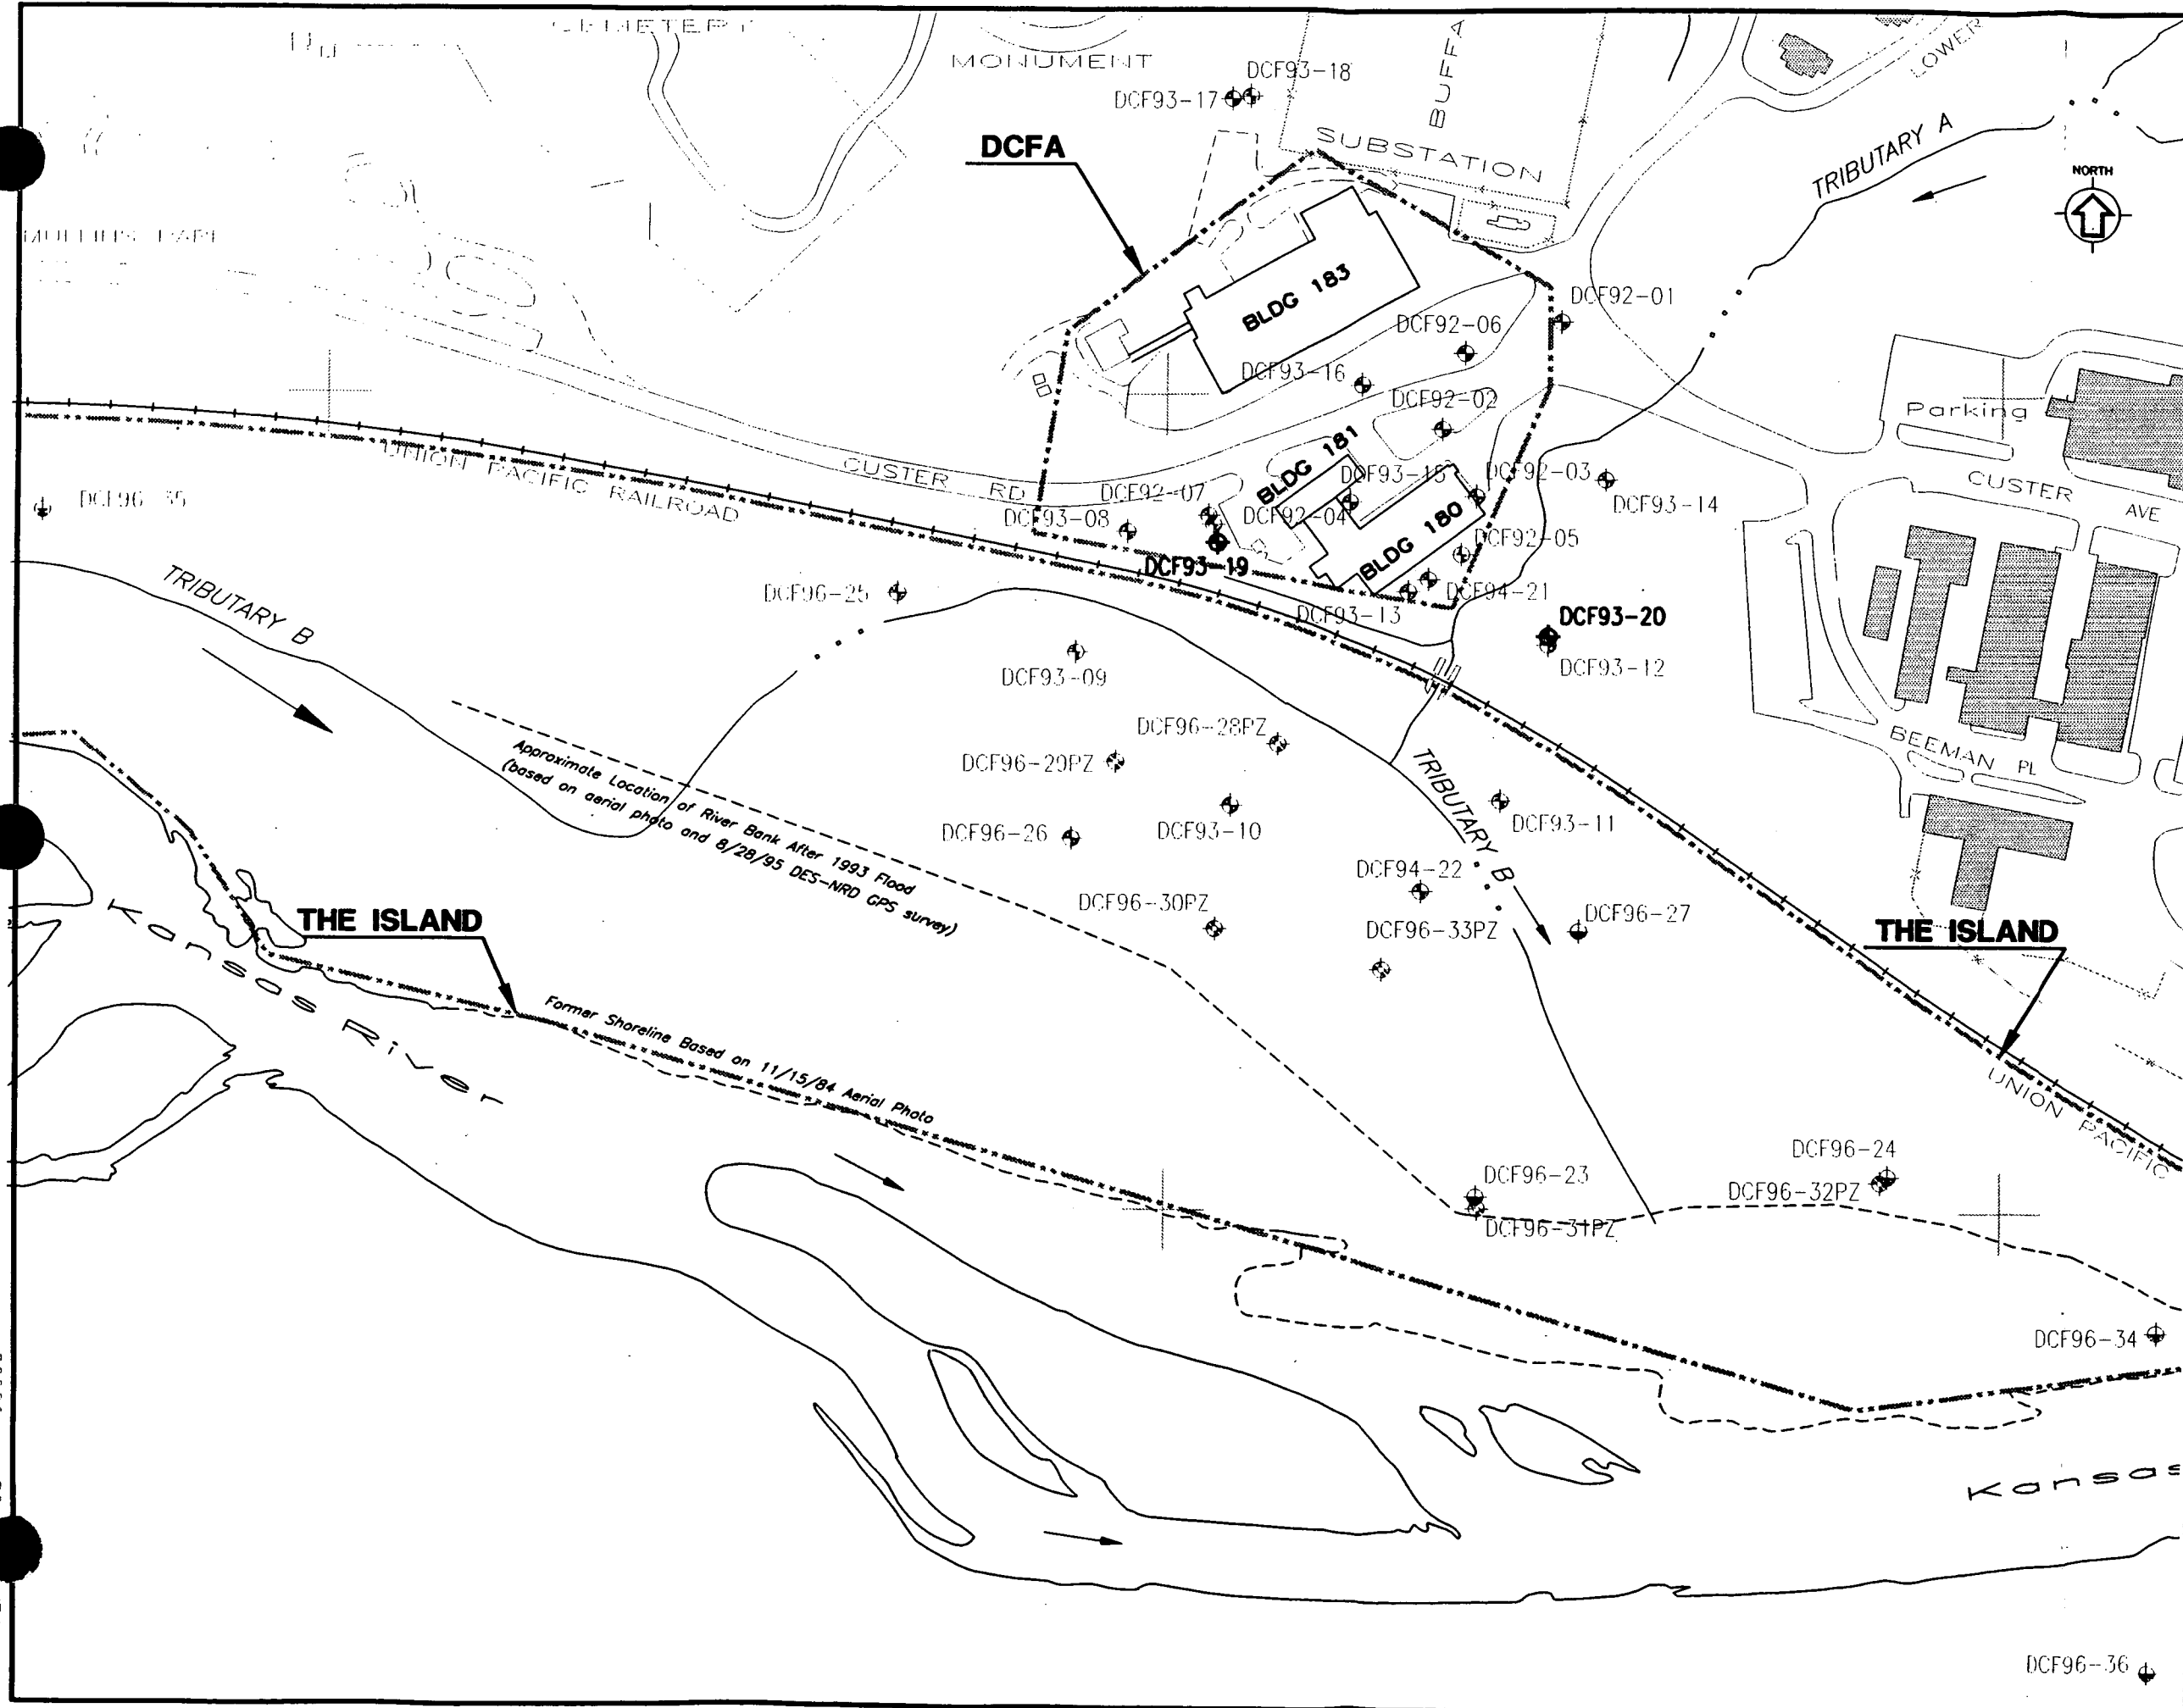 CEMETERY
MONUMENT
BUFFA
LOWER
DCF93-18
DCF93-17
SUBSTATION
DCFA
TRIBUTARY A
NORTH
BLDG 183
DCF92-01
DCF92-06
DCF93-16
DCF92-02
Parking
CUSTER RD
BLDG 181
DCF93-15
DCF92-03
CUSTER AVE
DCF93-14
UNION PACIFIC RAILROAD
DCF96-35
DCF92-07
DCF93-08
DCF92-04
BLDG 180
DCF92-05
DCF93-19
DCF94-21
DCF96-25
DCF93-13
DCF93-20
DCF93-12
TRIBUTARY B
DCF93-09
DCF96-28PZ
DCF96-29PZ
BEEMAN PL
Approximate Location of River Bank After 1993 Flood
(based on aerial photo and 8/28/95 DES-NRD GPS survey)
TRIBUTARY B
DCF93-10
DCF93-11
DCF96-26
DCF94-22
DCF96-30PZ
DCF96-33PZ
DCF96-27
THE ISLAND
THE ISLAND
Kansas River
Former Shoreline Based on 11/15/84 Aerial Photo
UNION PACIFIC
DCF96-24
DCF96-23
DCF96-32PZ
DCF96-31PZ
DCF96-34
Kansas
DCF96-36